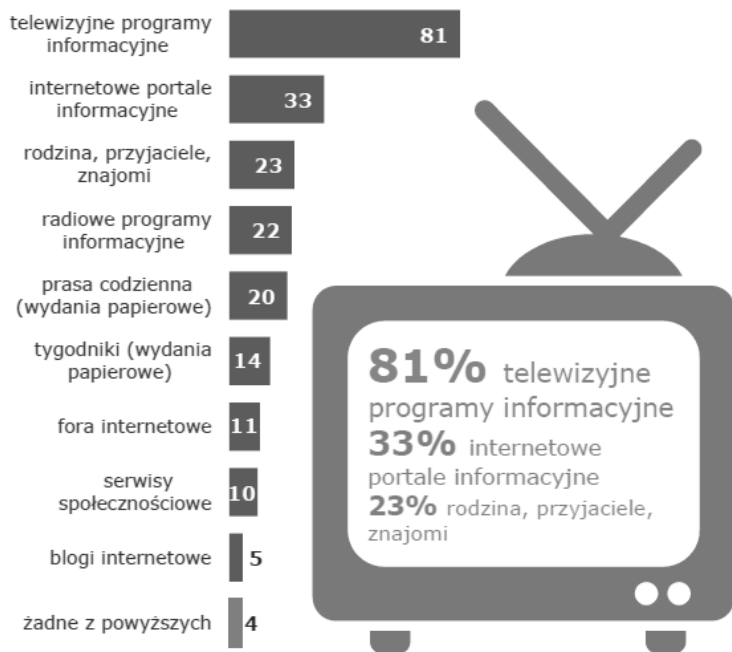 telewizyjne programy
informacyjne
81
internetowe portale
informacyjne
33
rodzina, przyjaciele,
znajomi
23
radiowe programy
informacyjne
22
prasa codzienna
(wydania papierowe)
20
tygodniki (wydania
papierowe)
14
fora internetowe
11
serwisy
społecznościowe
10
blogi internetowe
5
żadne z powyższych
4
81% telewizyjne
programy informacyjne
33% internetowe
portale informacyjne
23% rodzina, przyjaciele,
znajomi